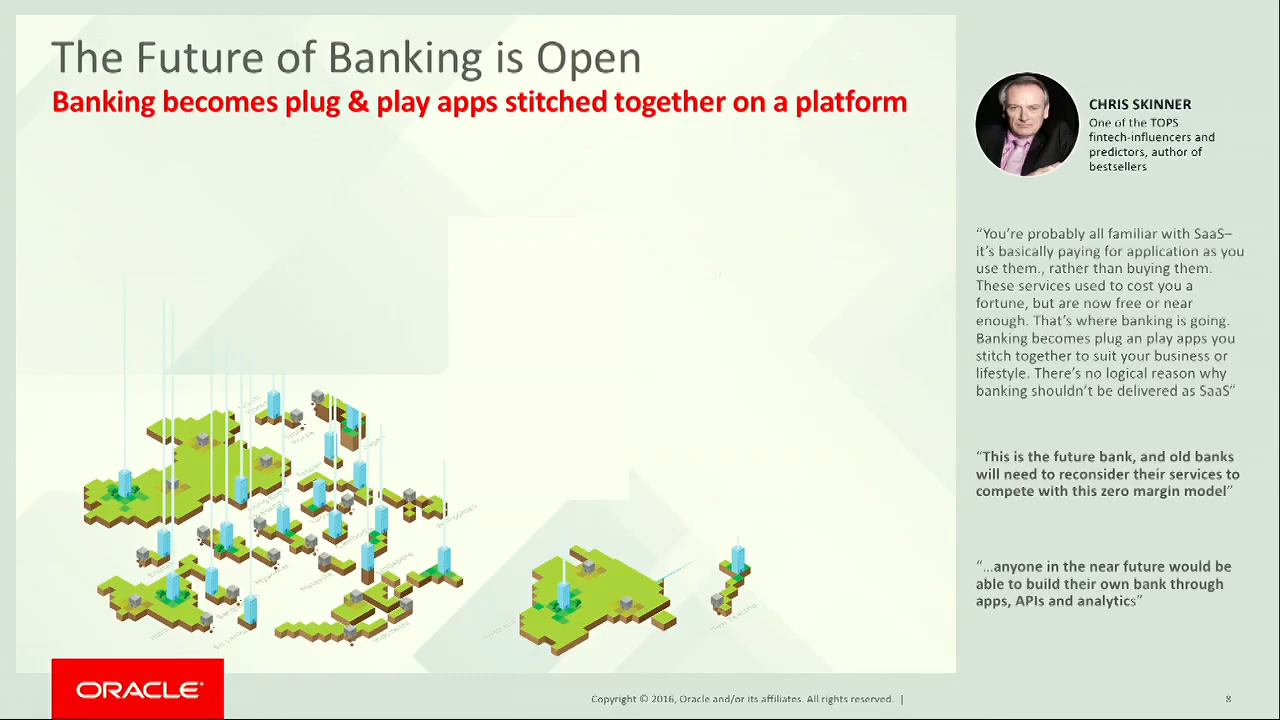 The Future of Banking is Open
Banking becomes plug & play apps stitched together on a platform
CHRIS SKINNER
One of the TOPS
fintech-influencers and
predictors, author of
bestsellers
“You’re probably all familiar with SaaS–
it’s basically paying for application as you
use them., rather than buying them.
These services used to cost you a
fortune, but are now free or near
enough. That’s where banking is going.
Banking becomes plug an play apps you
stitch together to suit your business or
lifestyle. There’s no logical reason why
banking shouldn’t be delivered as SaaS”
“This is the future bank, and old banks
will need to reconsider their services to
compete with this zero margin model”
“...anyone in the near future would be
able to build their own bank through
apps, APIs and analytics”
Philippines
Singapore
Malaysia
Myanmar
Indonesia
Sri Lanka
ORACLE
Copyright © 2016, Oracle and/or its affiliates. All rights reserved. |
8